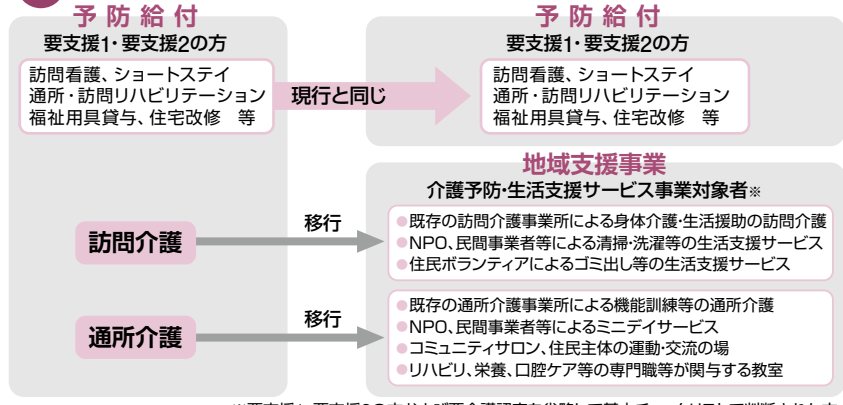 予防給付
要支援1・要支援2の方
訪問看護、ショートステイ
通所・訪問リハビリテーション
福祉用具貸与、住宅改修 等
現行と同じ
予防給付
要支援1・要支援2の方
訪問看護、ショートステイ
通所・訪問リハビリテーション
福祉用具貸与、住宅改修 等
地域支援事業
介護予防・生活支援サービス事業対象者※
訪問介護
移行
●既存の訪問介護事業所による身体介護・生活援助の訪問介護
●NPO、民間事業者等による清掃・洗濯等の生活支援サービス
●住民ボランティアによるゴミ出し等の生活支援サービス
通所介護
移行
●既存の通所介護事業所による機能訓練等の通所介護
●NPO、民間事業者等によるミニデイサービス
●コミュニティサロン、住民主体の運動・交流の場
●リハビリ、栄養、口腔ケア等の専門職等が関与する教室